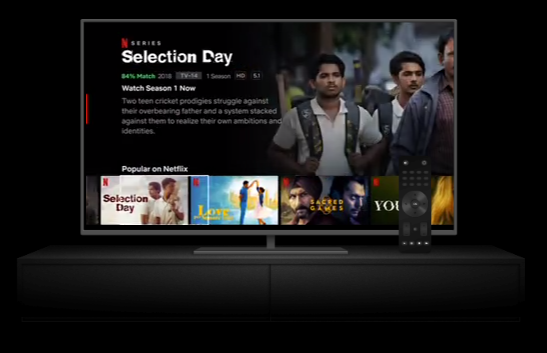 N SERIES
Selection Day
84% Match 2018 TV-14 1 Season HD 5.1
Watch Season 1 Now
Two teen cricket prodigies struggle against
their overbearing father and a system stacked
against them to realize their own ambitions and
identities.
Popular on Netflix
N
Selection
Day
N
Love
N
SACRED
GAMES
N
YOU